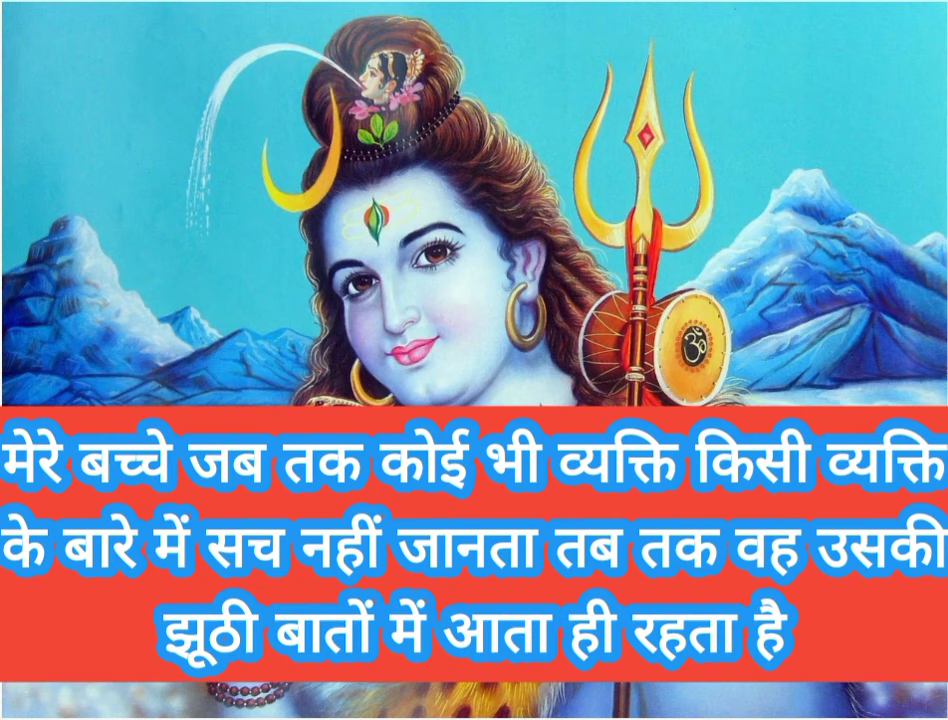 ॐ
मेरे बच्चे जब तक कोई भी व्यक्ति किसी व्यक्ति
के बारे में सच नहीं जानता तब तक वह उसकी
झूठी बातों में आता ही रहता है